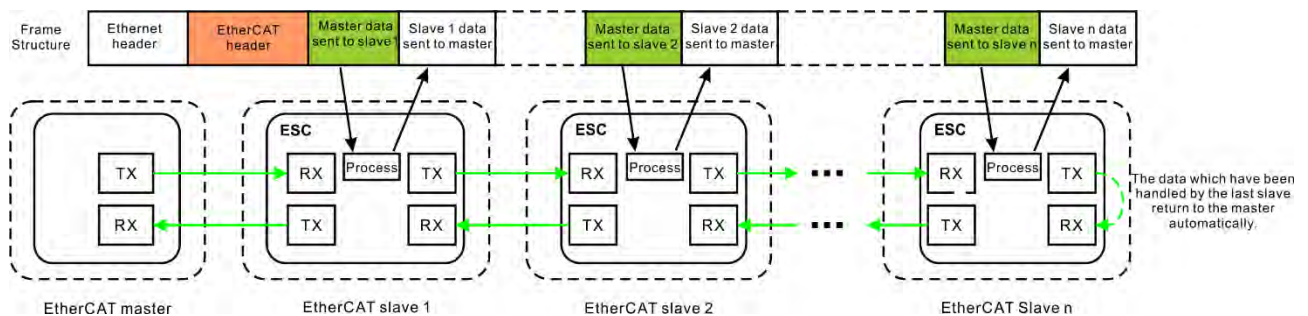 Frame
Structure
Ethernet
header
EtherCAT
header
Master data
sent to slave 1
Slave 1 data
sent to master
Master data
sent to slave 2
Slave 2 data
sent to master
Master data
sent to slave n
Slave n data
sent to master
ESC
ESC
ESC
TX
RX
Process
TX
RX
Process
TX
RX
Process
TX
RX
TX
RX
TX
RX
TX
RX
The data which have been
handled by the last slave
return to the master
automatically.
EtherCAT master
EtherCAT slave 1
EtherCAT slave 2
EtherCAT Slave n